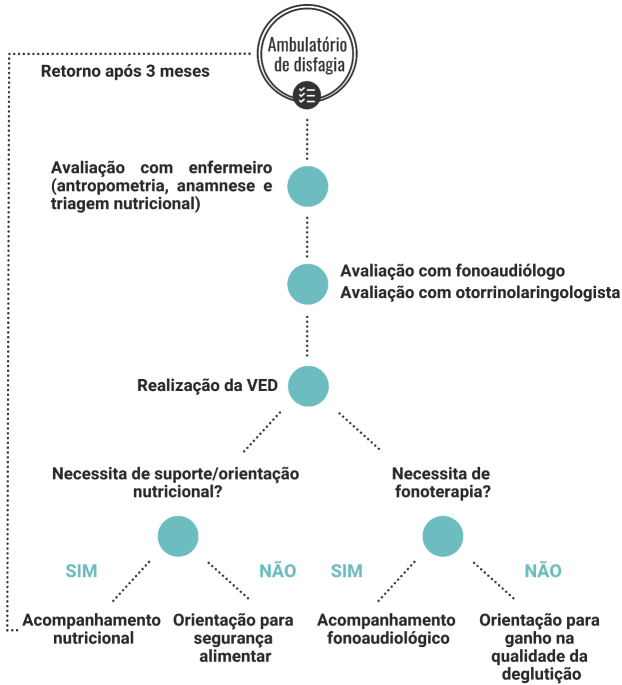 Ambulatório
de disfagia
Retorno após 3 meses
Avaliação com enfermeiro
(antropometria, anamnese e
triagem nutricional)
Avaliação com fonoaudiólogo
Avaliação com otorrinolaringologista
Realização da VED
Necessita de suporte/orientação
nutricional?
Necessita de
fonoterapia?
SIM
NÃO
SIM
NÃO
Acompanhamento
nutricional
Orientação para
segurança
alimentar
Acompanhamento
fonoaudiológico
Orientação para
ganho na
qualidade da
deglutição